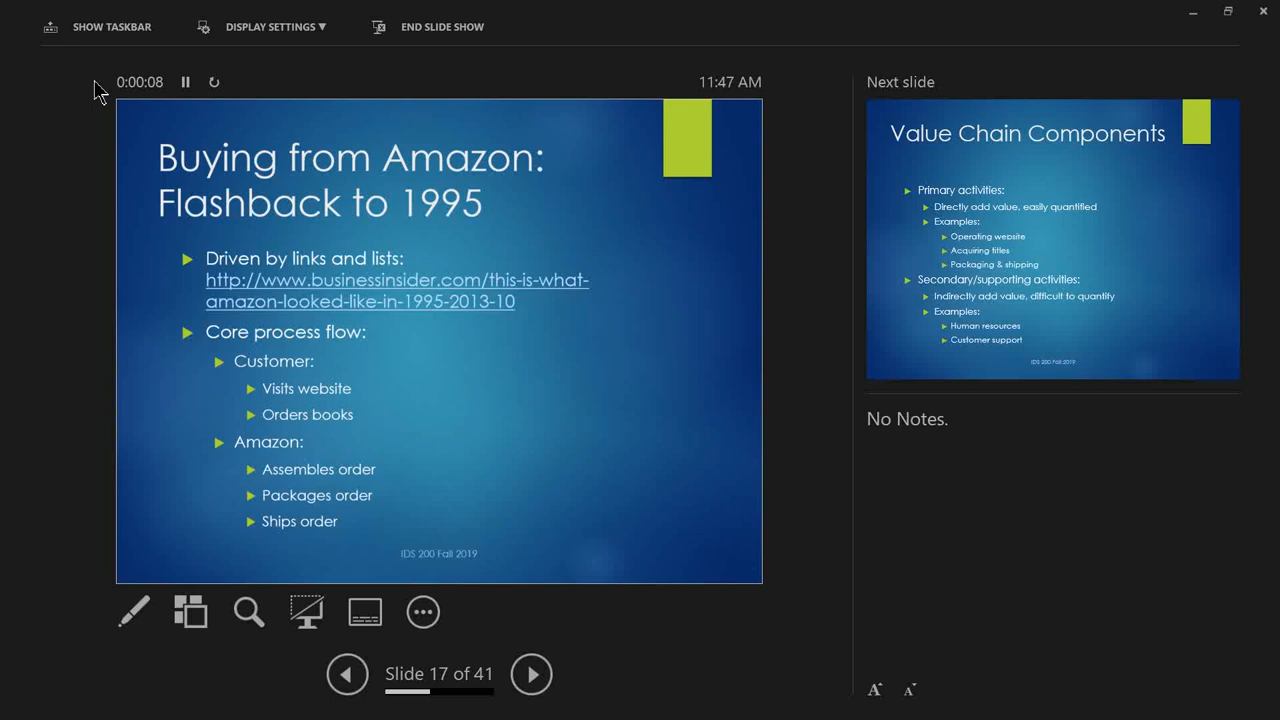 SHOW TASKBAR
DISPLAY SETTINGS ▼
END SLIDE SHOW
0:00:08
11:47 AM
Buying from Amazon:
Flashback to 1995
Driven by links and lists:
http://www.businessinsider.com/this-is-what-
amazon-looked-like-in-1995-2013-10
Core process flow:
Customer:
Visits website
Orders books
Amazon:
Assembles order
Packages order
Ships order
IDS 200 Fall 2019
Slide 17 of 41
Next slide
Value Chain Components
Primary activities:
Directly add value, easily quantified
Examples:
Operating website
Acquiring titles
Packaging & shipping
Secondary/supporting activities:
Indirectly add value, difficult to quantify
Examples:
Human resources
Customer support
IDS 200 Fall 2019
No Notes.
A A